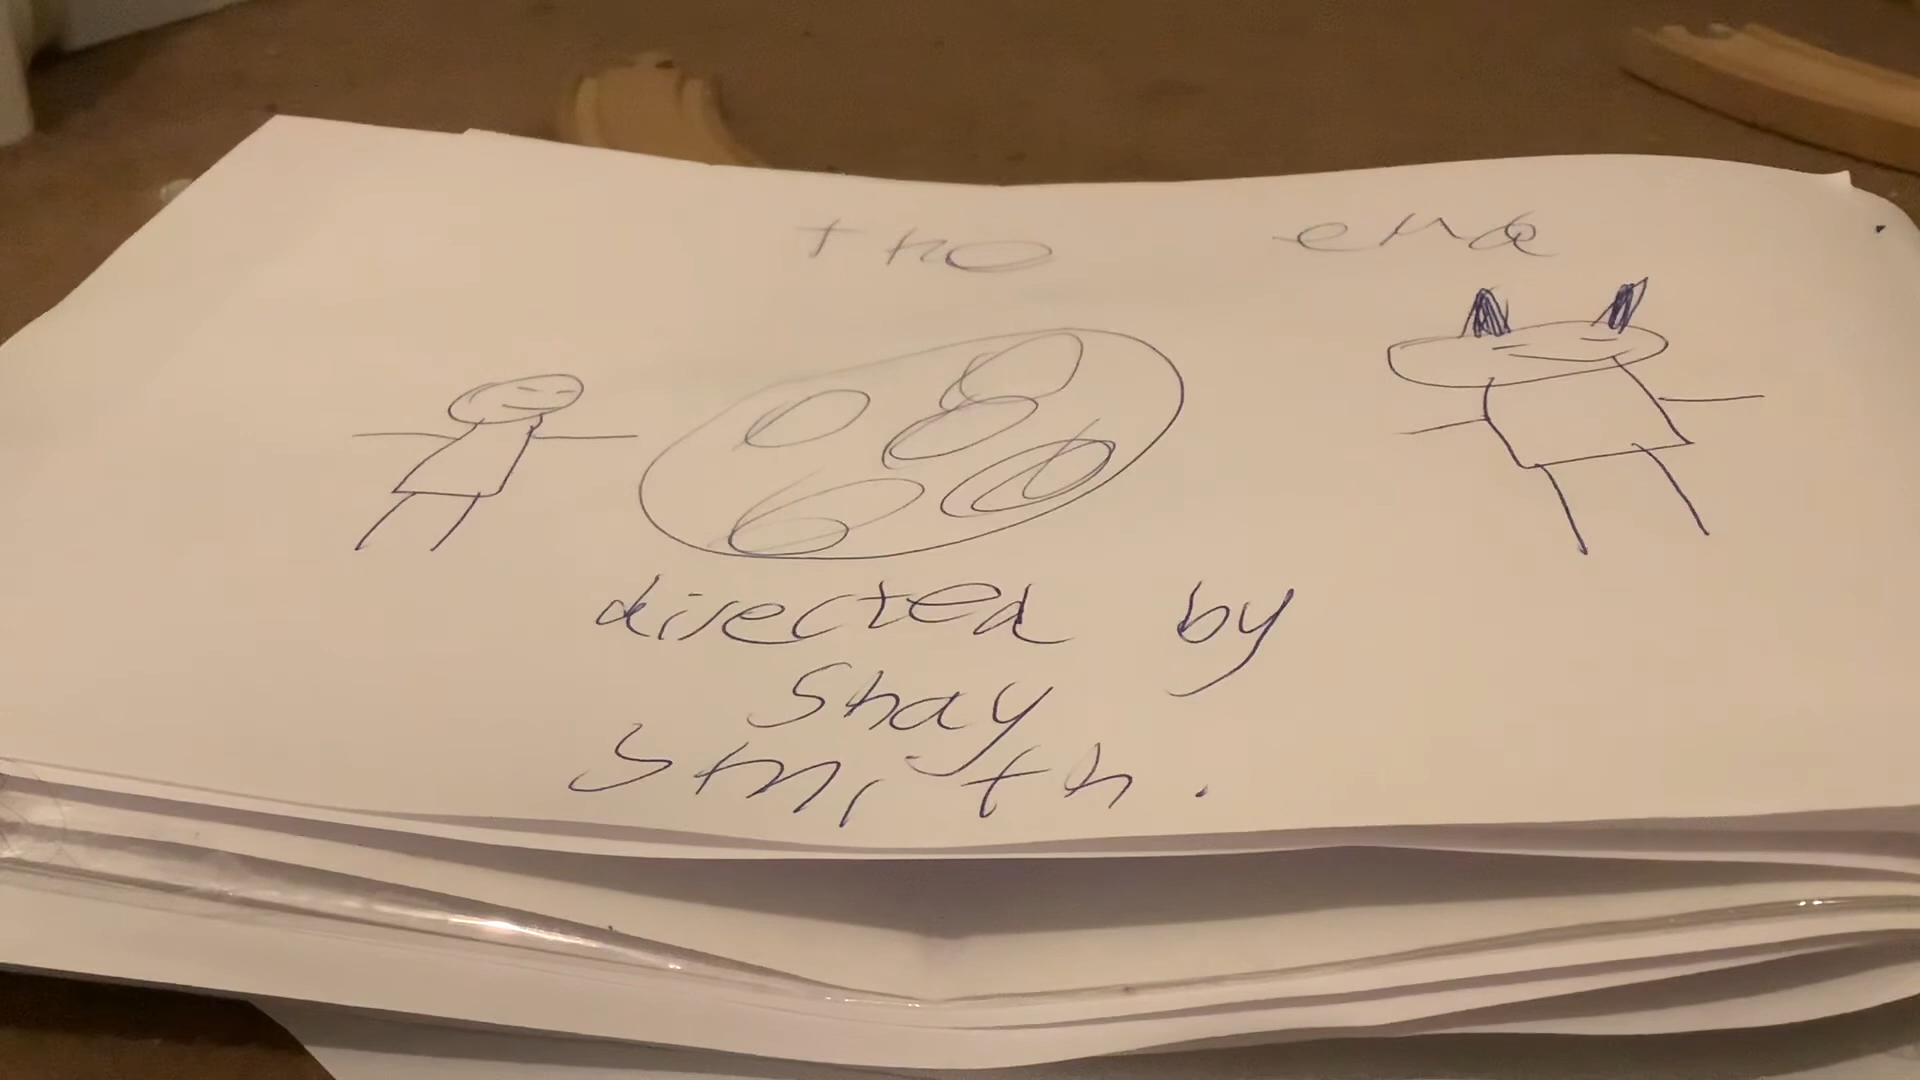 the end
directed by
Shay
Smith.